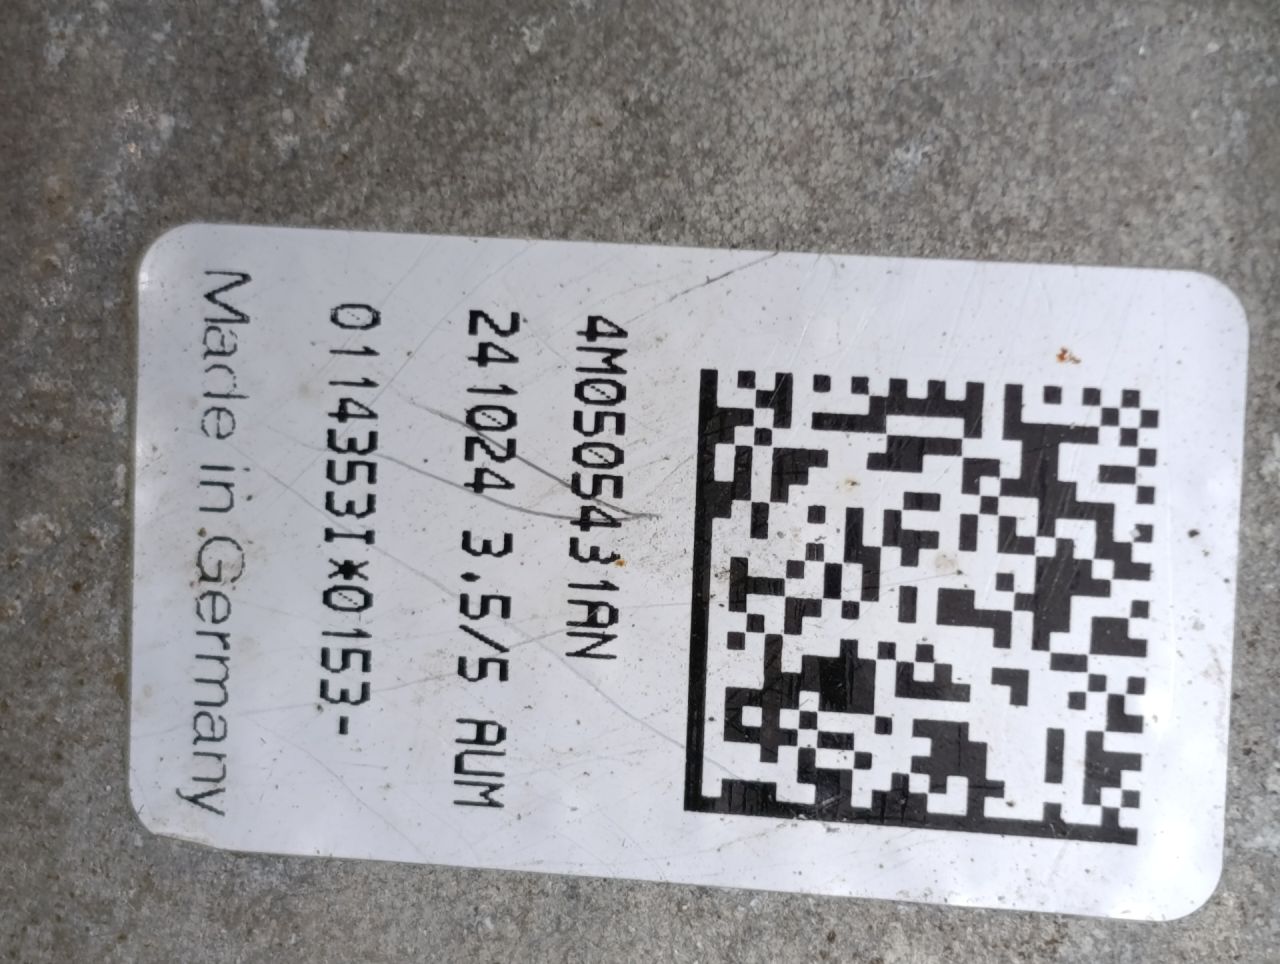 4M0505431AN
241024 3.5/5 AUM
0114353I*0153-
Made in Germany